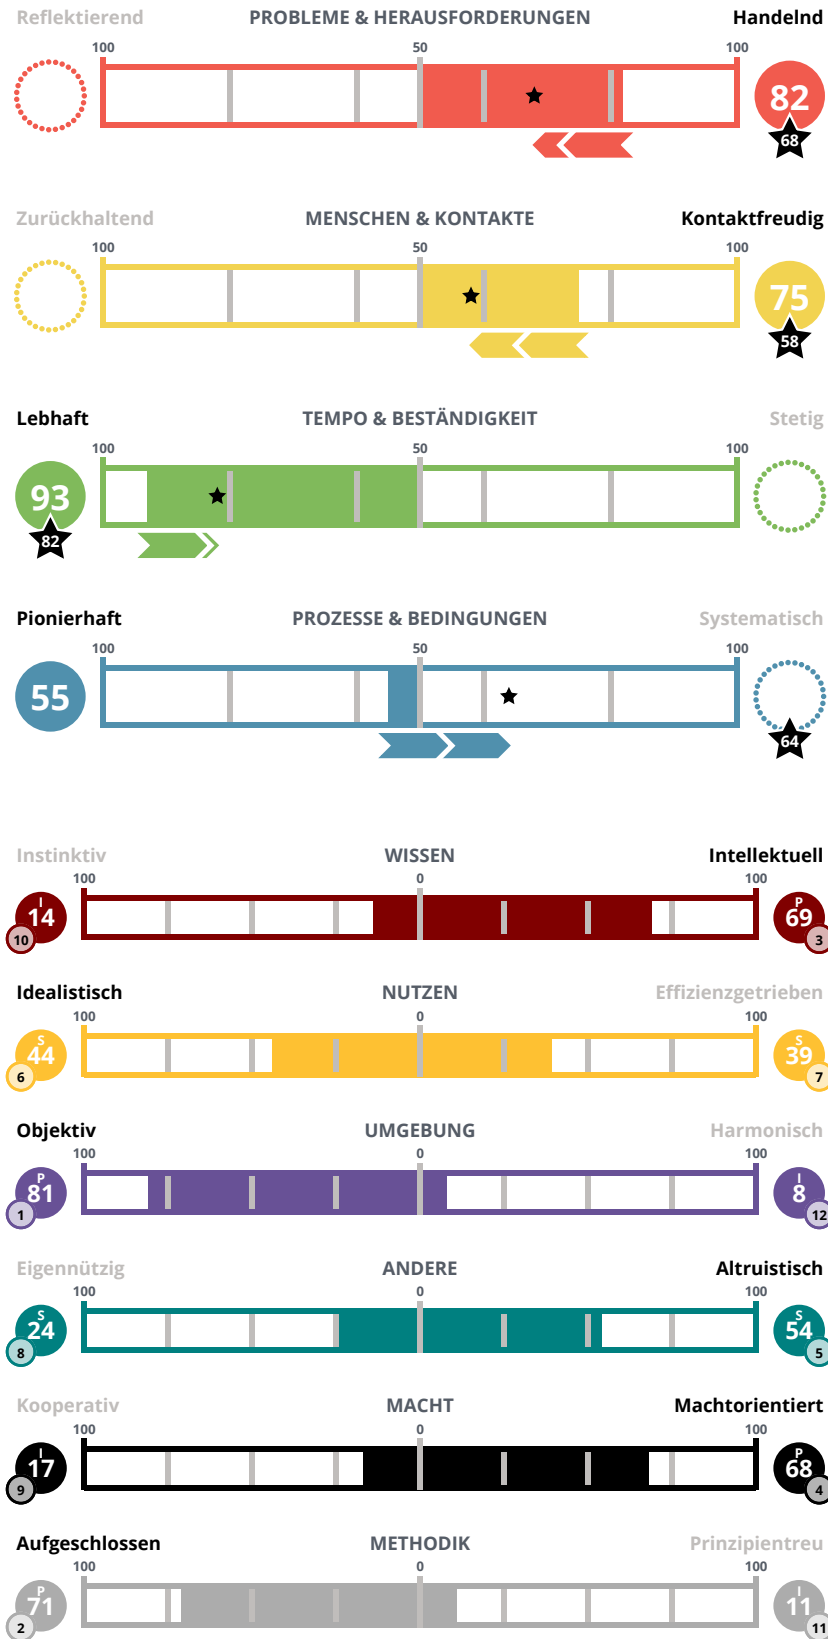 Reflektierend PROBLEME & HERAUSFORDERUNGEN Handelnd
100 50 100
82
68
Zurückhaltend MENSCHEN & KONTAKTE Kontaktfreudig
100 50 100
75
58
Lebhaft TEMPO & BESTÄNDIGKEIT Stetig
100 50 100
93
82
Pionierhaft PROZESSE & BEDINGUNGEN Systematisch
100 50 100
55
64
Instinktiv WISSEN Intellektuell
100 0 100
I P
14 69
10 3
Idealistisch NUTZEN Effizienzgetrieben
100 0 100
S S
44 39
6 7
Objektiv UMGEBUNG Harmonisch
100 0 100
P I
81 8
1 12
Eigennützig ANDERE Altruistisch
100 0 100
S S
24 54
8 5
Kooperativ MACHT Machtorientiert
100 0 100
I P
17 68
9 4
Aufgeschlossen METHODIK Prinzipientreu
100 0 100
P I
71 11
2 11